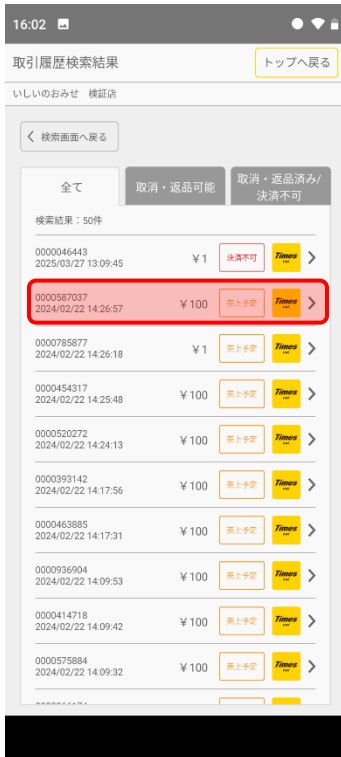 16:02
取引履歴検索結果
トップへ戻る
いしいのおみせ 検証店
検索画面へ戻る
全て
取消・返品可能
取消・返品済み/
決済不可
検索結果：50件
0000046443
2025/03/27 13:09:45
￥1
決済不可
Times
0000587037
2024/02/22 14:26:57
￥100
売上予定
Times
0000785877
2024/02/22 14:26:18
￥1
売上予定
Times
0000454317
2024/02/22 14:25:48
￥100
売上予定
Times
0000520272
2024/02/22 14:24:13
￥100
売上予定
Times
0000393142
2024/02/22 14:17:56
￥100
売上予定
Times
0000463885
2024/02/22 14:17:31
￥100
売上予定
Times
0000936904
2024/02/22 14:09:53
￥100
売上予定
Times
0000414718
2024/02/22 14:09:42
￥100
売上予定
Times
0000575884
2024/02/22 14:09:32
￥100
売上予定
Times